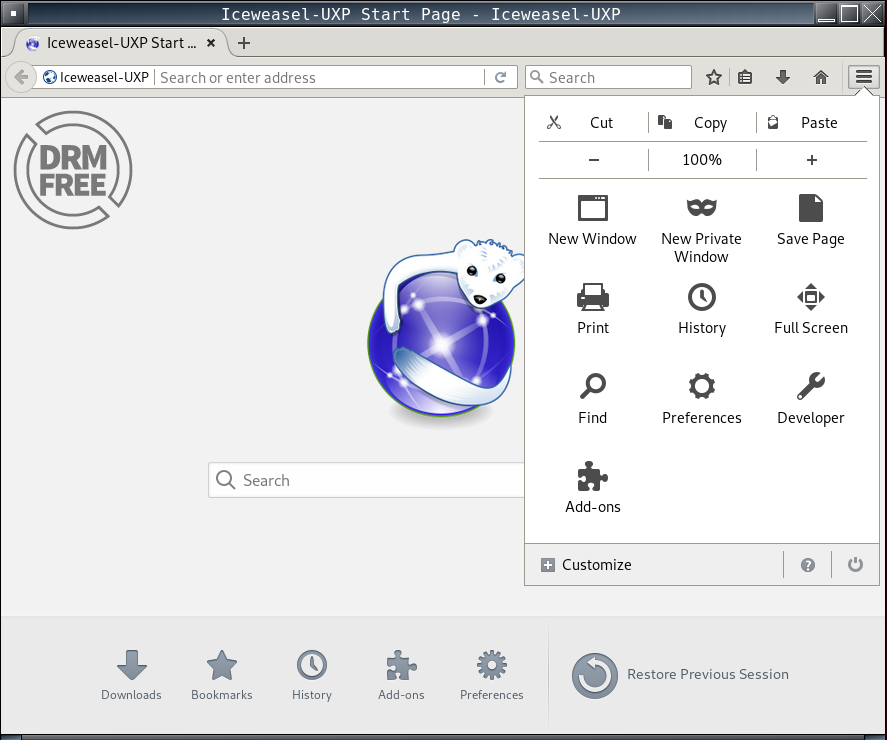 Iceweasel-UXP Start Page - Iceweasel-UXP
Iceweasel-UXP Start ...
Iceweasel-UXP Search or enter address Search
DRM
FREE
Cut Copy Paste
− 100% +
New Window New Private Window Save Page
Print History Full Screen
Find Preferences Developer
Add-ons
Search
Customize
Downloads Bookmarks History Add-ons Preferences Restore Previous Session